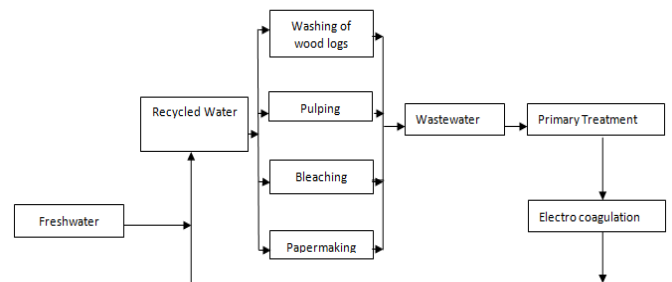 Washing of
wood logs
Recycled Water
Pulping
Wastewater
Primary Treatment
Bleaching
Freshwater
Electro coagulation
Papermaking